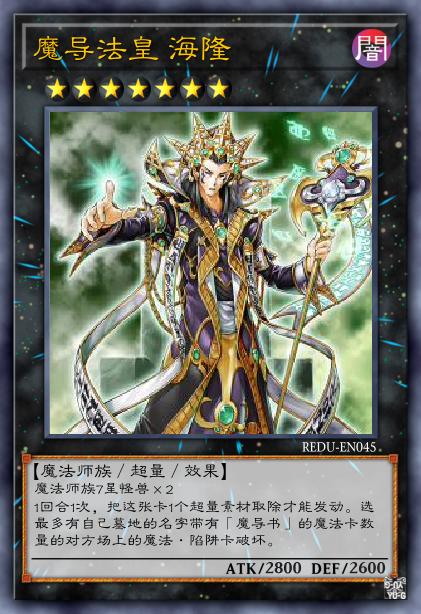 魔导法皇 海隆
闇
REDU-EN045
【魔法师族/超量/效果】
魔法师族7星怪兽×2
1回合1次，把这张卡1个超量素材取除才能发动。选
最多有自己墓地的名字带有「魔导书」的魔法卡数
量的对方场上的魔法·陷阱卡破坏。
ATK/2800 DEF/2600